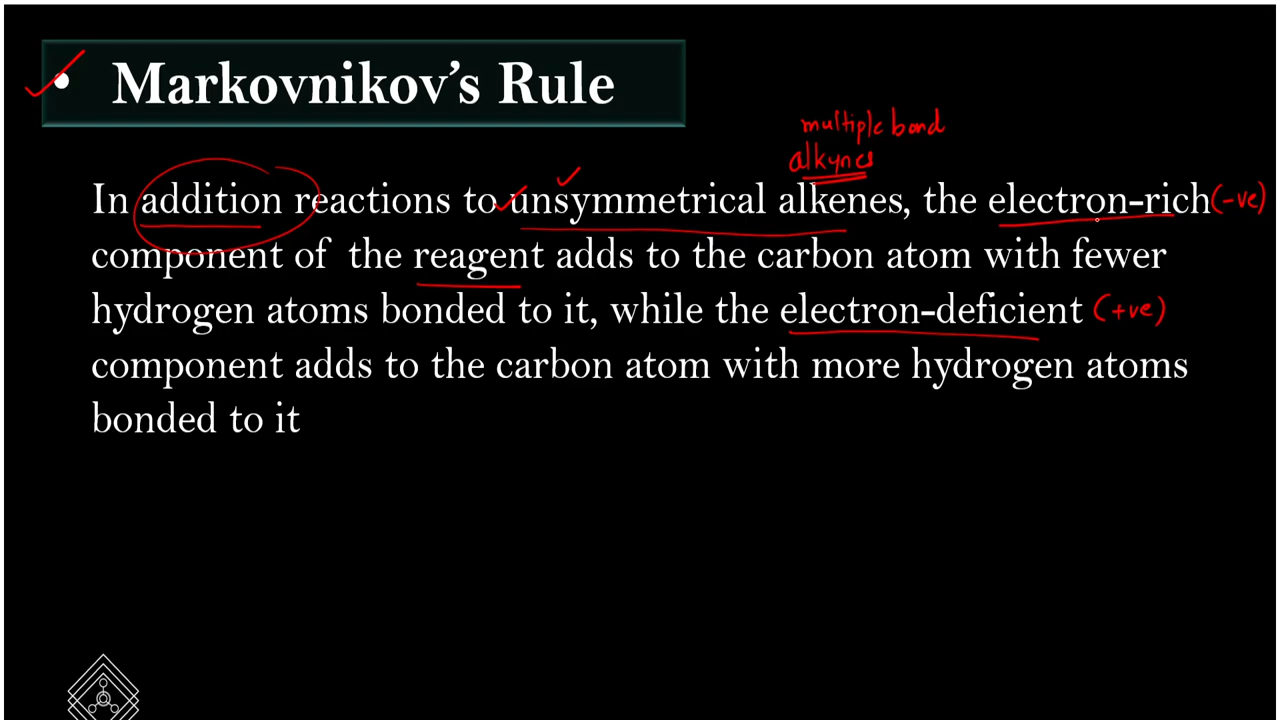 • Markovnikov's Rule
multiple bond
alkynes
In addition reactions to unsymmetrical alkenes, the electron-rich (-ve)
component of the reagent adds to the carbon atom with fewer
hydrogen atoms bonded to it, while the electron-deficient (+ve)
component adds to the carbon atom with more hydrogen atoms
bonded to it